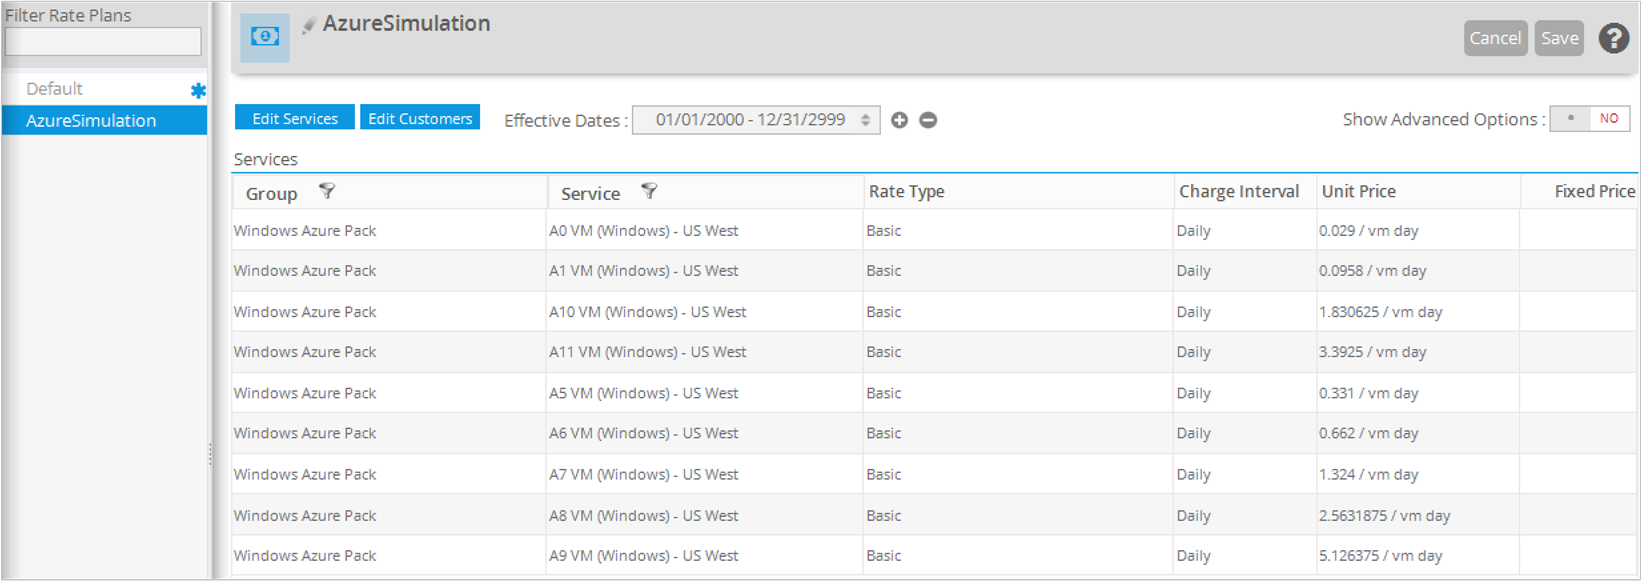 Filter Rate Plans
Default
AzureSimulation
AzureSimulation
Cancel Save ?
Edit Services Edit Customers Effective Dates : 01/01/2000 - 12/31/2999 Show Advanced Options : NO
Services
Group Service Rate Type Charge Interval Unit Price Fixed Price
Windows Azure Pack A0 VM (Windows) - US West Basic Daily 0.029 / vm day
Windows Azure Pack A1 VM (Windows) - US West Basic Daily 0.0958 / vm day
Windows Azure Pack A10 VM (Windows) - US West Basic Daily 1.830625 / vm day
Windows Azure Pack A11 VM (Windows) - US West Basic Daily 3.3925 / vm day
Windows Azure Pack A5 VM (Windows) - US West Basic Daily 0.331 / vm day
Windows Azure Pack A6 VM (Windows) - US West Basic Daily 0.662 / vm day
Windows Azure Pack A7 VM (Windows) - US West Basic Daily 1.324 / vm day
Windows Azure Pack A8 VM (Windows) - US West Basic Daily 2.5631875 / vm day
Windows Azure Pack A9 VM (Windows) - US West Basic Daily 5.126375 / vm day